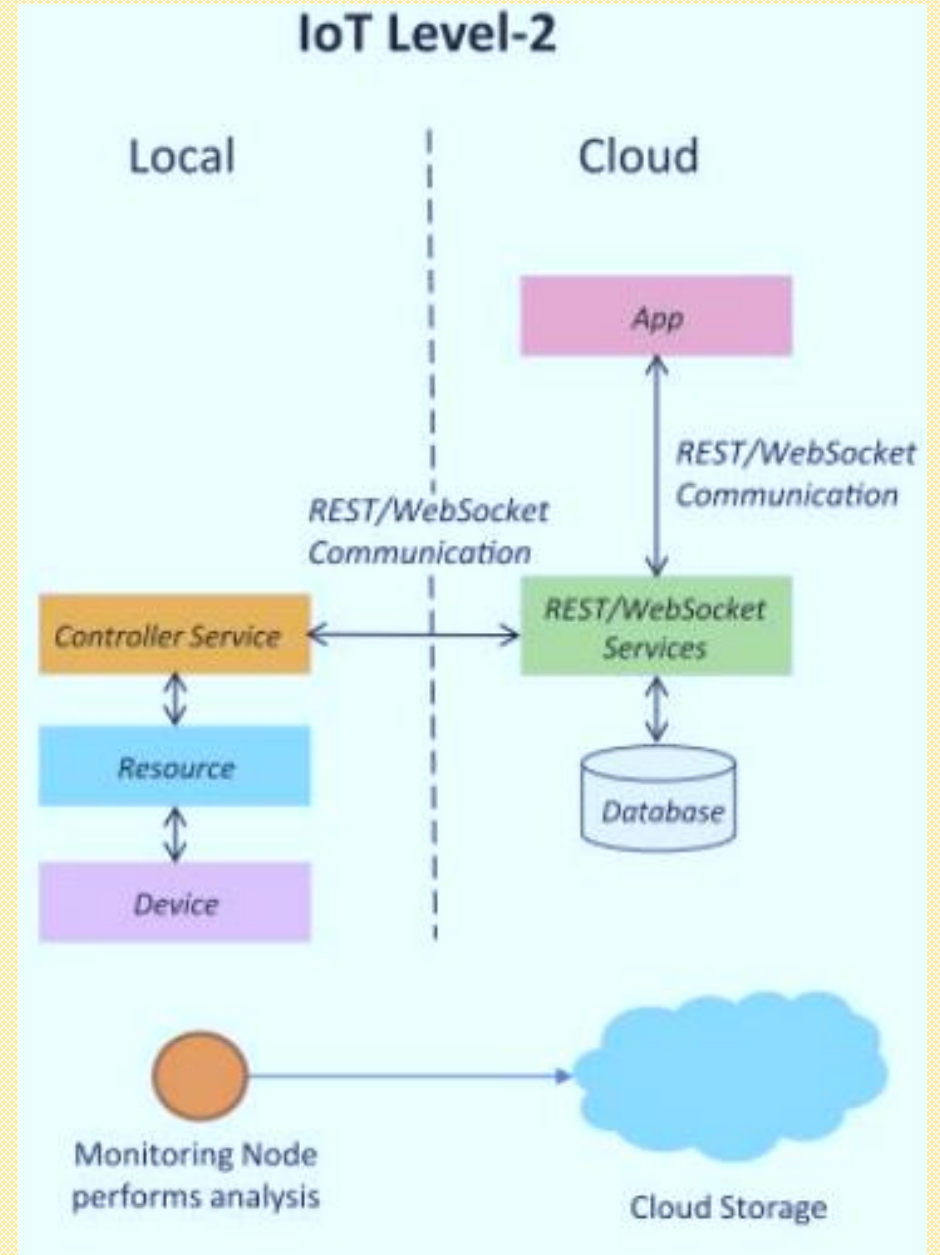 IoT Level-2
Local
Cloud
App
REST/WebSocket
Communication
REST/WebSocket
Communication
Controller Service
REST/WebSocket
Services
Resource
Database
Device
Monitoring Node
performs analysis
Cloud Storage